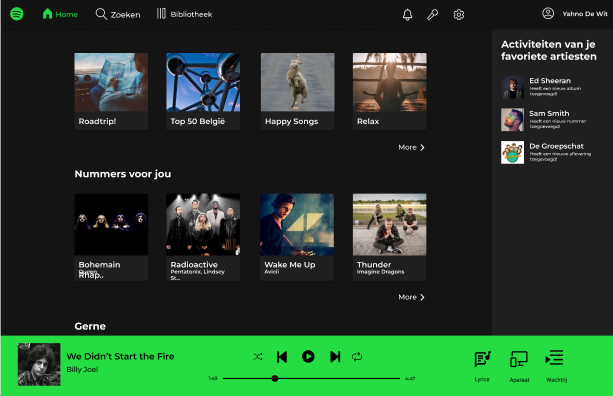 Home
Zoeken
Bibliotheek
Yahno De Wit
Roadtrip!
Top 50 België
Happy Songs
Relax
More
Nummers voor jou
Bohemain
Rhap..
Queen
Radioactive
Pentatonix, Lindsey
St...
Wake Me Up
Avicii
Thunder
Imagine Dragons
More
Gerne
Activiteiten van je
favoriete artiesten
Ed Sheeran
Heeft een nieuw album
toegevoegd!
Sam Smith
Heeft een nieuw nummer
toegevoegd!
De Groepschat
Heeft een nieuwe aflevering
toegevoegd!
We Didn't Start the Fire
Billy Joel
1:49
4:47
Lyrics
Aparaat
Wachtrij